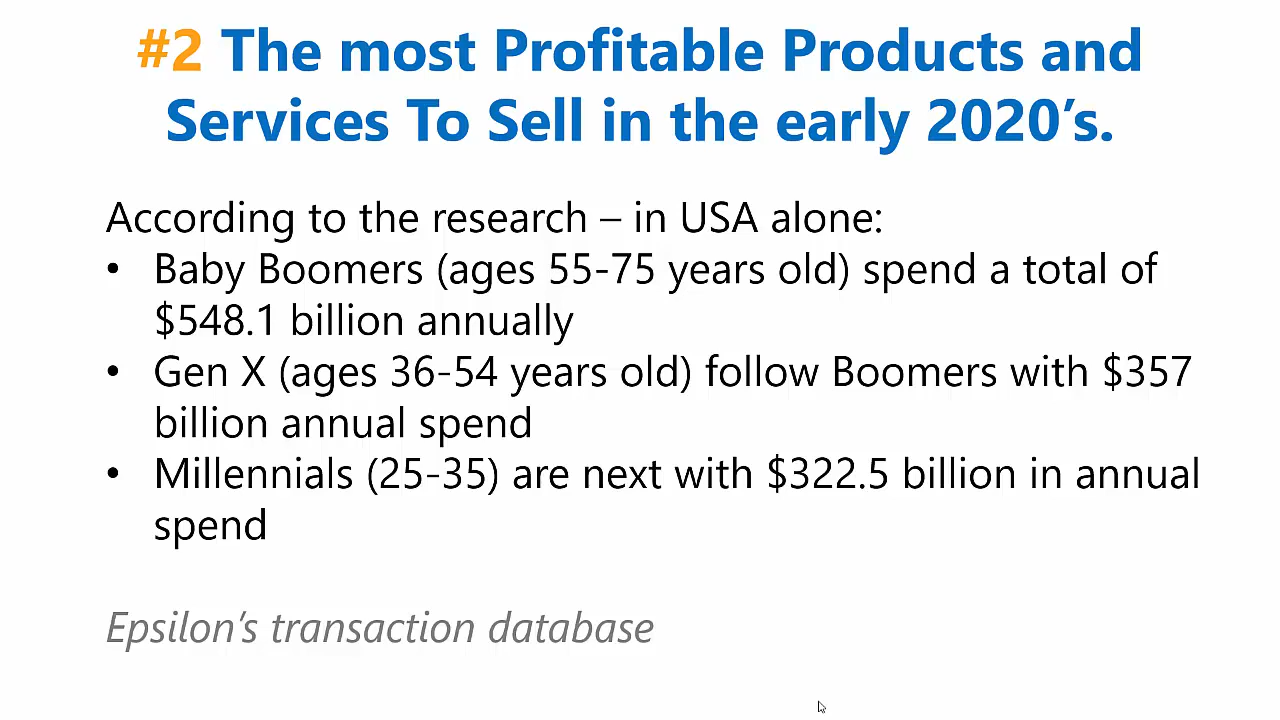 #2 The most Profitable Products and
Services To Sell in the early 2020’s.
According to the research – in USA alone:
• Baby Boomers (ages 55-75 years old) spend a total of
$548.1 billion annually
• Gen X (ages 36-54 years old) follow Boomers with $357
billion annual spend
• Millennials (25-35) are next with $322.5 billion in annual
spend
Epsilon’s transaction database